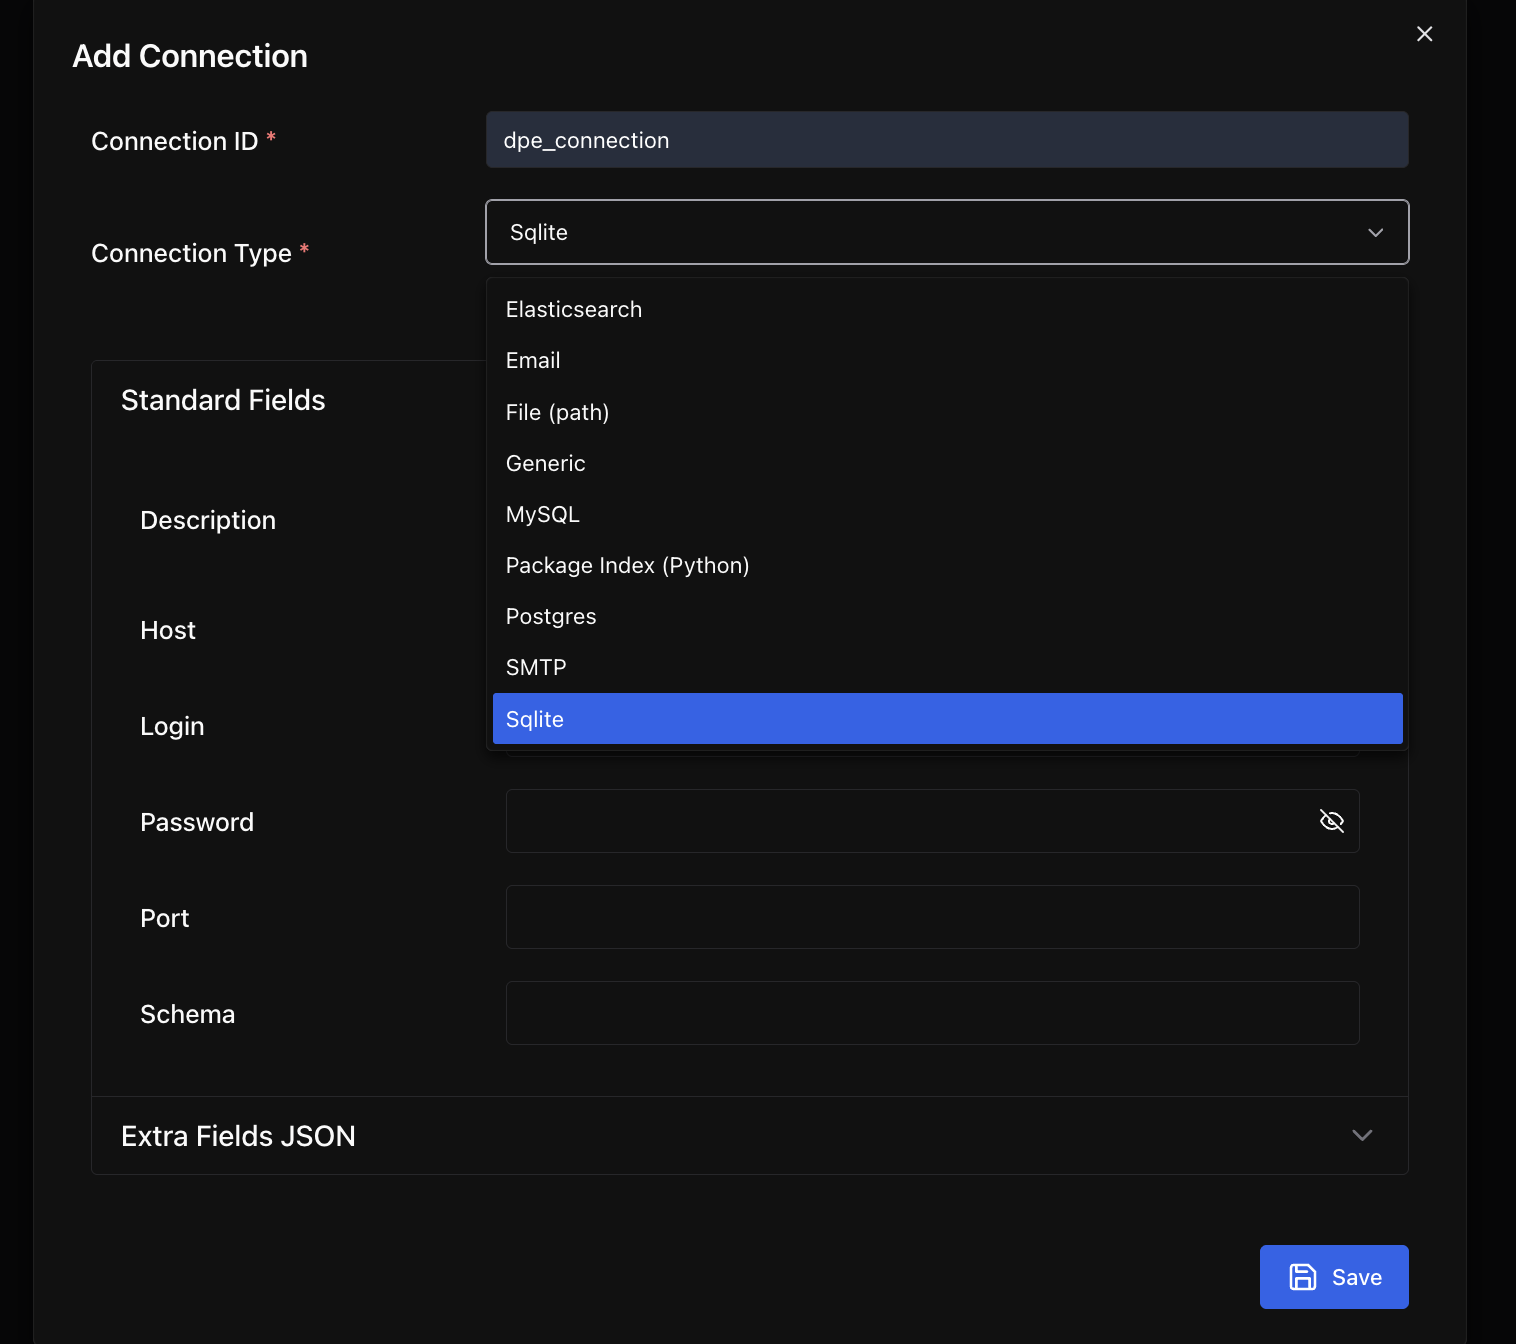 Add Connection
Connection ID *
dpe_connection
Connection Type *
Sqlite
Elasticsearch
Email
File (path)
Generic
MySQL
Package Index (Python)
Postgres
SMTP
Sqlite
Standard Fields
Description
Host
Login
Password
Port
Schema
Extra Fields JSON
Save